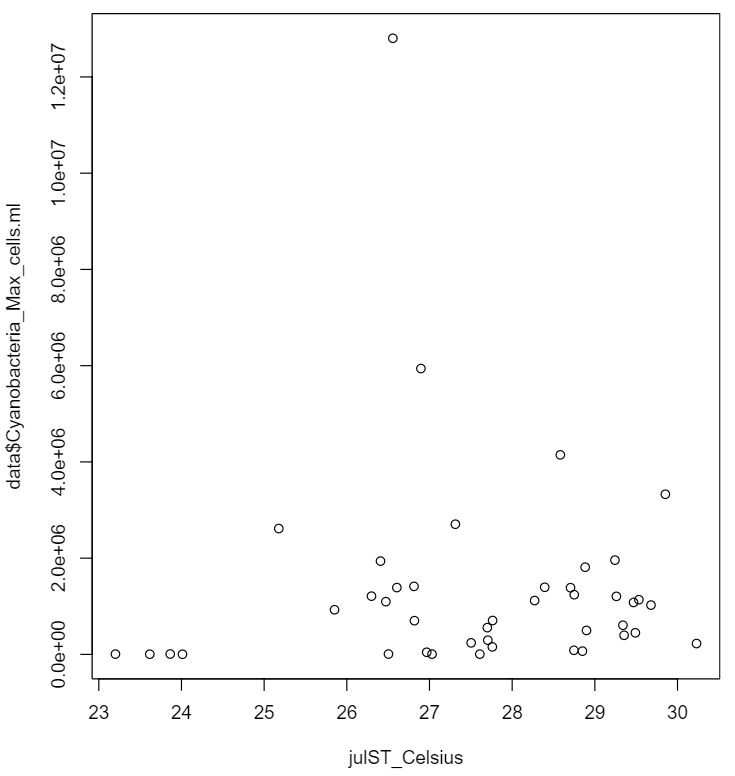 data$Cyanobacteria_Max_cells.ml
1.2e+07
1.0e+07
8.0e+06
6.0e+06
4.0e+06
2.0e+06
0.0e+00
23 24 25 26 27 28 29 30
julST_Celsius